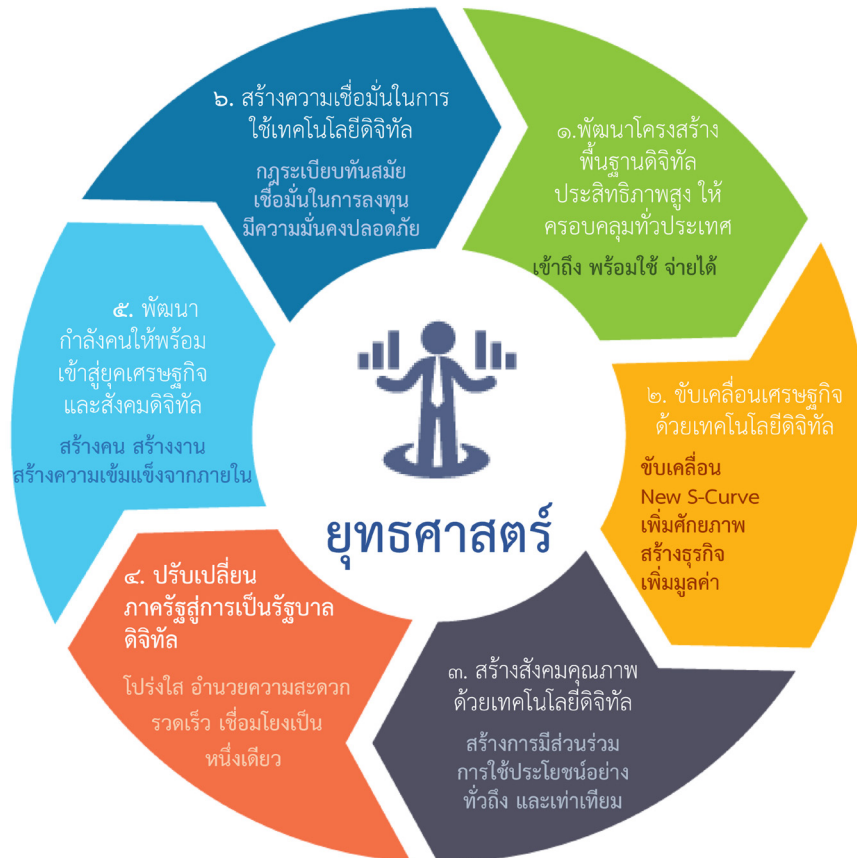 ๑.พัฒนาโครงสร้าง
พื้นฐานดิจิทัล
ประสิทธิภาพสูง ให้
ครอบคลุมทั่วประเทศ
เข้าถึง พร้อมใช้ จ่ายได้
๒. ขับเคลื่อนเศรษฐกิจ
ด้วยเทคโนโลยีดิจิทัล
ขับเคลื่อน
New S-Curve
เพิ่มศักยภาพ
สร้างธุรกิจ
เพิ่มมูลค่า
๓. สร้างสังคมคุณภาพ
ด้วยเทคโนโลยีดิจิทัล
สร้างการมีส่วนร่วม
การใช้ประโยชน์อย่าง
ทั่วถึง และเท่าเทียม
๔. ปรับเปลี่ยน
ภาครัฐสู่การเป็นรัฐบาล
ดิจิทัล
โปร่งใส อำนวยความสะดวก
รวดเร็ว เชื่อมโยงเป็น
หนึ่งเดียว
๕. พัฒนา
กำลังคนให้พร้อม
เข้าสู่ยุคเศรษฐกิจ
และสังคมดิจิทัล
สร้างคน สร้างงาน
สร้างความเข้มแข็งจากภายใน
๖. สร้างความเชื่อมั่นในการ
ใช้เทคโนโลยีดิจิทัล
กฎระเบียบทันสมัย
เชื่อมั่นในการลงทุน
มีความมั่นคงปลอดภัย
ยุทธศาสตร์